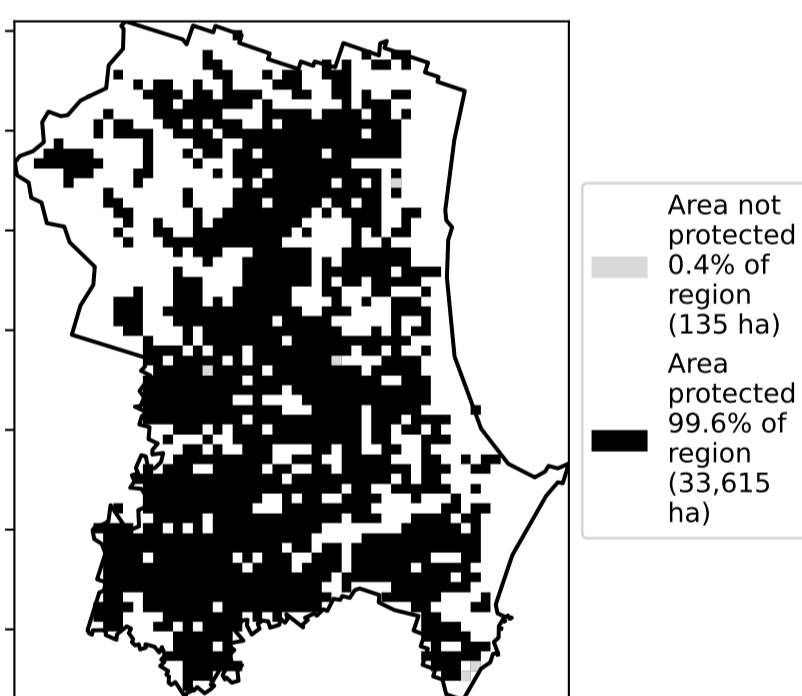 Area not
protected
0.4% of
region
(135 ha)
Area
protected
99.6% of
region
(33,615
ha)